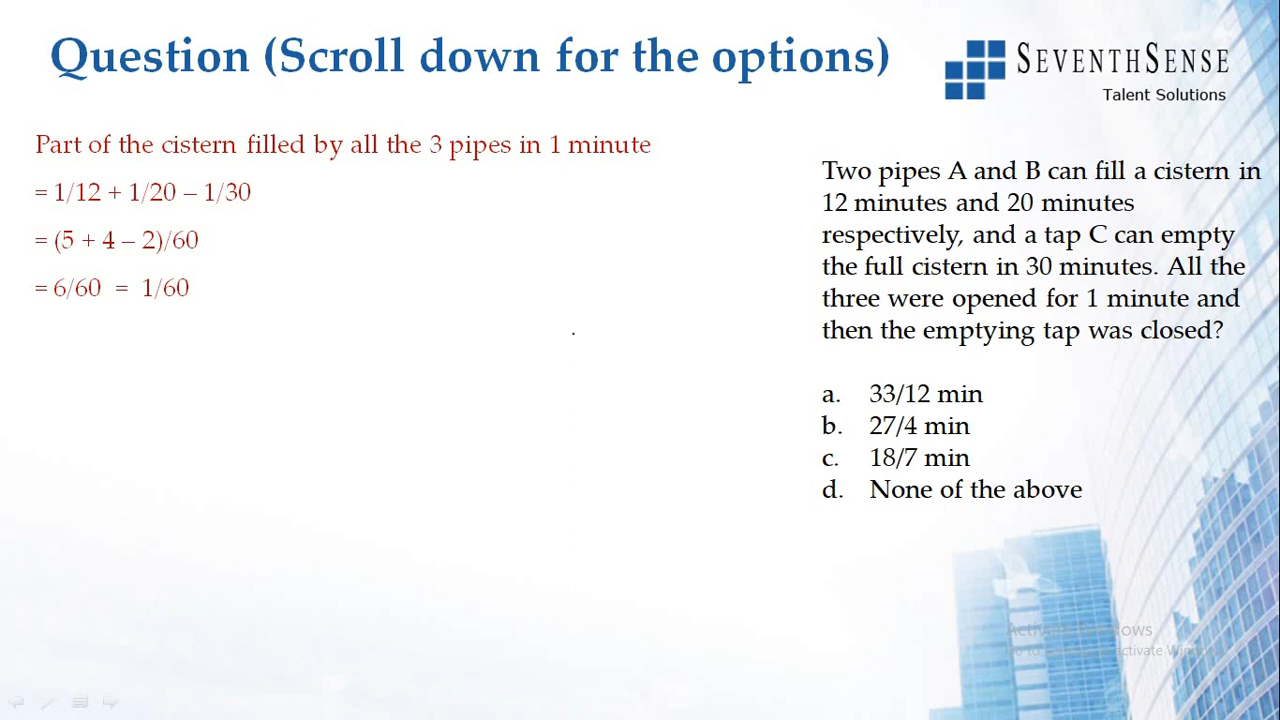 Question (Scroll down for the options)
SEVENTHSENSE
Talent Solutions
Part of the cistern filled by all the 3 pipes in 1 minute
= 1/12 + 1/20 – 1/30
= (5 + 4 – 2)/60
= 6/60 = 1/60
Two pipes A and B can fill a cistern in
12 minutes and 20 minutes
respectively, and a tap C can empty
the full cistern in 30 minutes. All the
three were opened for 1 minute and
then the emptying tap was closed?
a. 33/12 min
b. 27/4 min
c. 18/7 min
d. None of the above